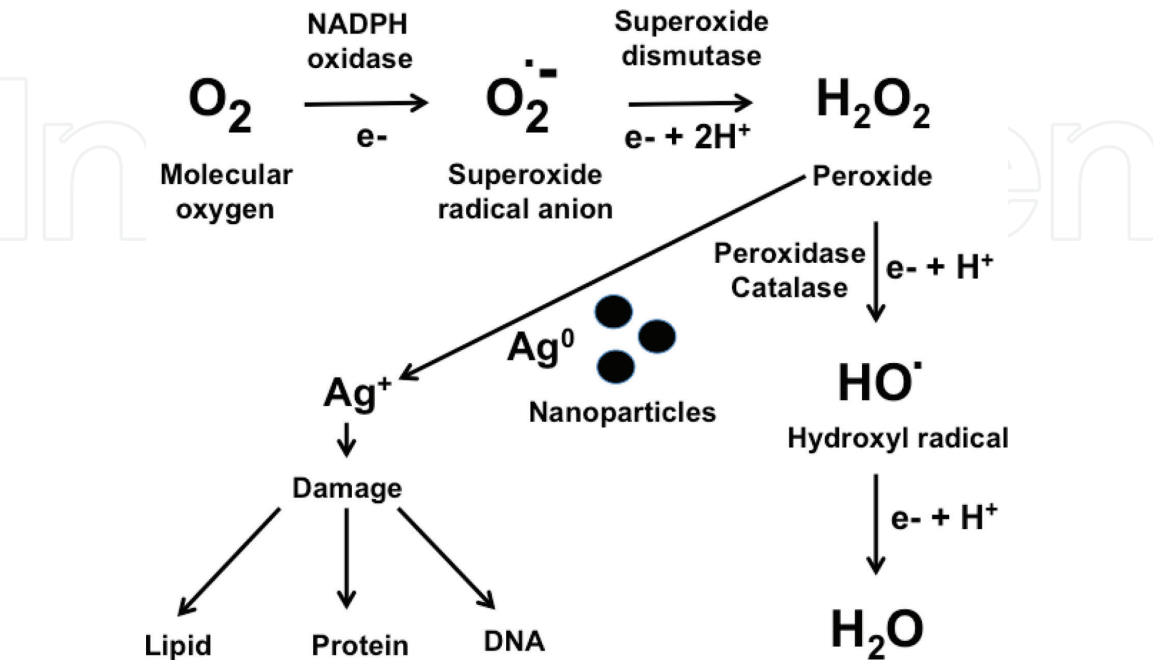 NADPH
oxidase
Superoxide
dismutase
O₂
O₂˙⁻
H₂O₂
e-
e- + 2H⁺
Molecular
oxygen
Superoxide
radical anion
Peroxide
Peroxidase
Catalase
e- + H⁺
Ag⁰
Ag⁺
Nanoparticles
HO˙
Hydroxyl radical
Damage
e- + H⁺
Lipid
Protein
DNA
H₂O